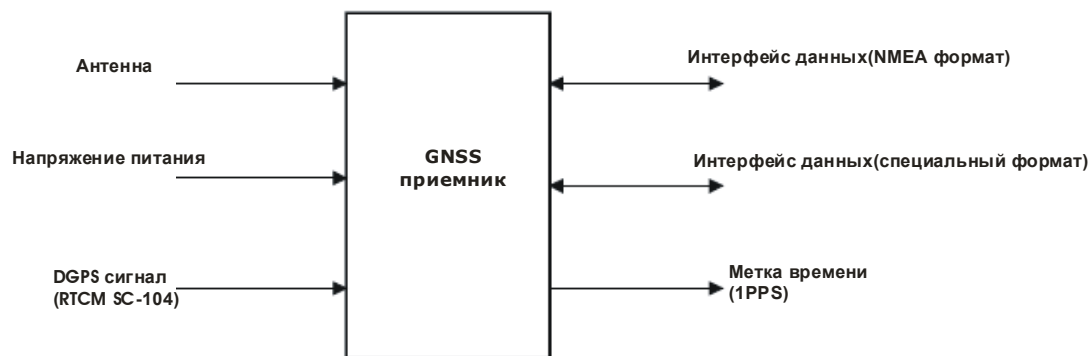 Антенна
Напряжение питания
DGPS сигнал
(RTCM SC-104)
GNSS
приемник
Интерфейс данных(NMEA формат)
Интерфейс данных(специальный формат)
Метка времени
(1PPS)